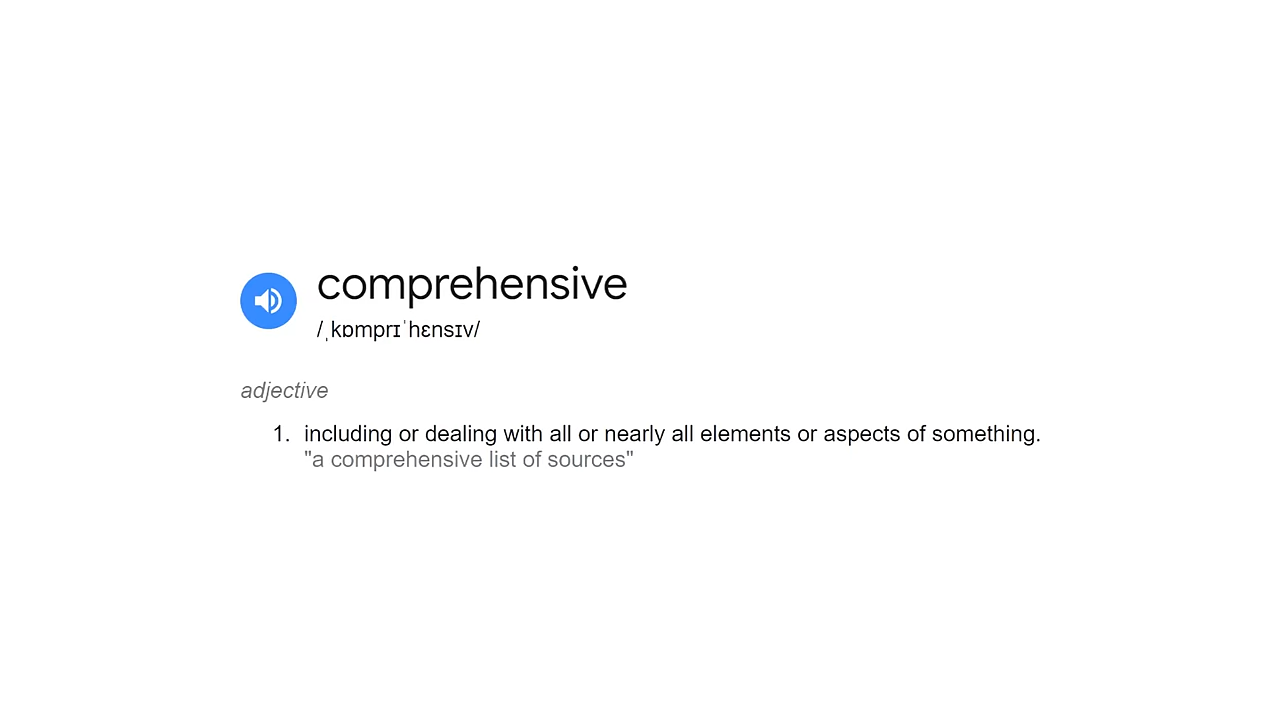 comprehensive
/ˌkɒmprɪˈhɛnsɪv/
adjective
1. including or dealing with all or nearly all elements or aspects of something.
"a comprehensive list of sources"